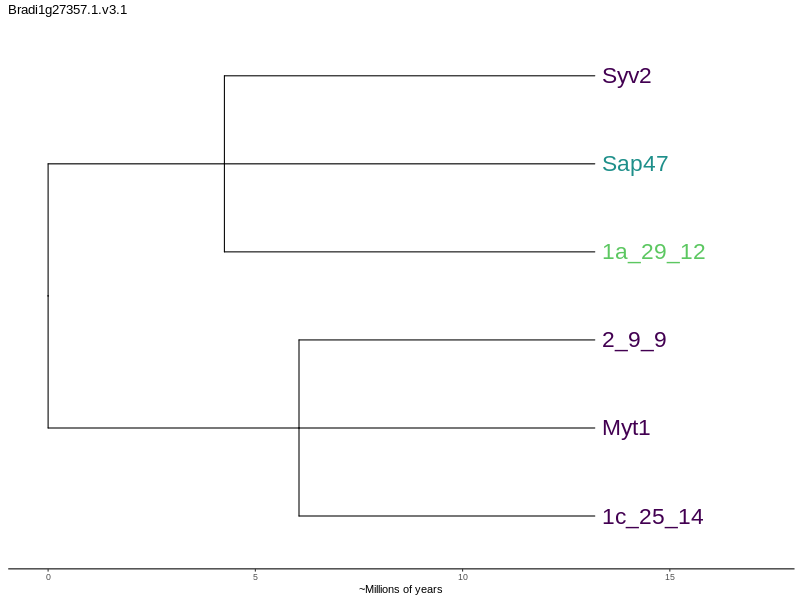 Bradi1g27357.1.v3.1
Syv2
Sap47
1a_29_12
2_9_9
Myt1
1c_25_14
0 5 10 15
~Millions of years